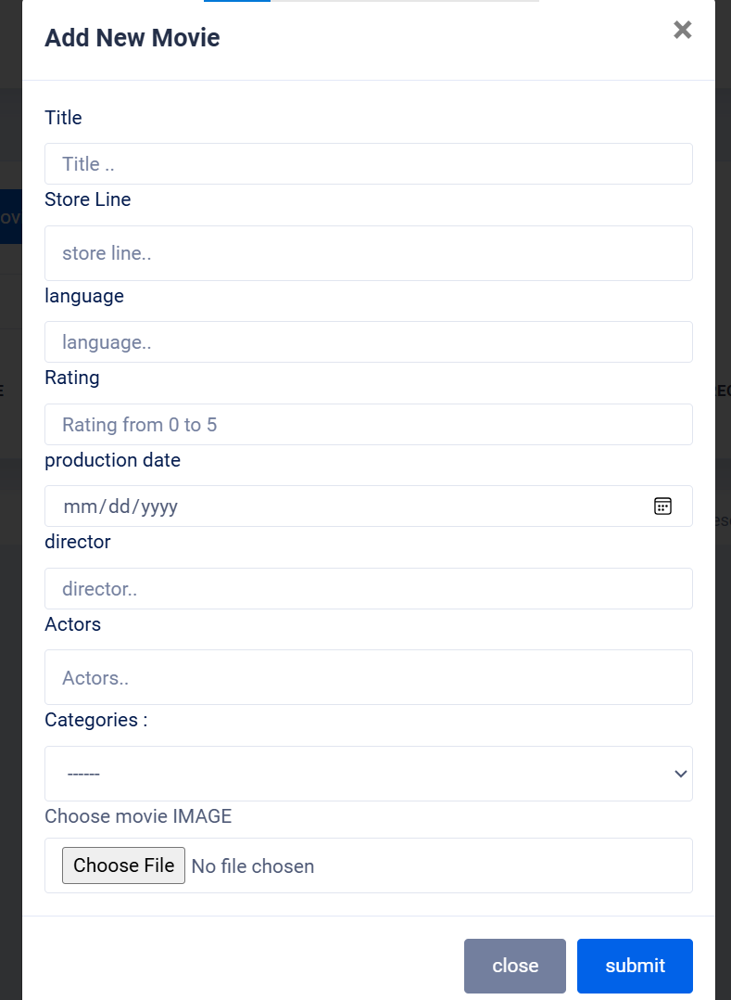 Add New Movie
Title
Title ..
Store Line
store line..
language
language..
Rating
Rating from 0 to 5
production date
mm/dd/yyyy
director
director..
Actors
Actors..
Categories :
------
Choose movie IMAGE
Choose File No file chosen
close submit